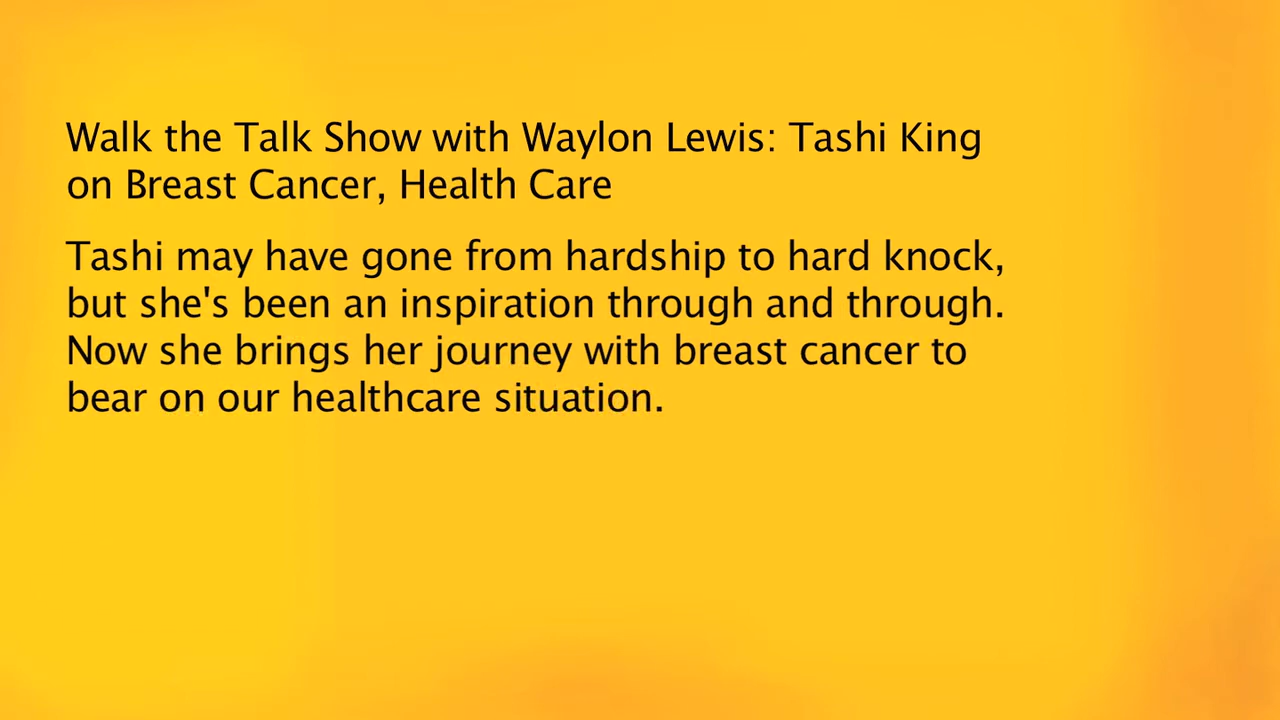 Walk the Talk Show with Waylon Lewis: Tashi King
on Breast Cancer, Health Care
Tashi may have gone from hardship to hard knock,
but she's been an inspiration through and through.
Now she brings her journey with breast cancer to
bear on our healthcare situation.